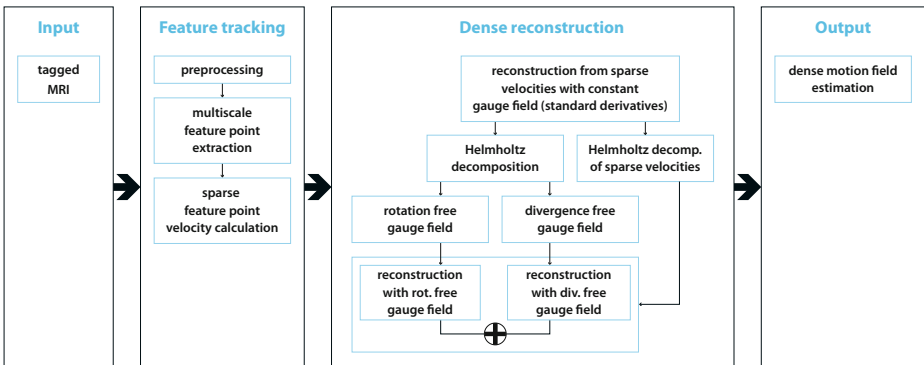 Input
tagged
MRI
Feature tracking
preprocessing
multiscale
feature point
extraction
sparse
feature point
velocity calculation
Dense reconstruction
reconstruction from sparse
velocities with constant
gauge field (standard derivatives)
Helmholtz
decomposition
Helmholtz decomp.
of sparse velocities
rotation free
gauge field
divergence free
gauge field
reconstruction
with rot. free
gauge field
reconstruction
with div. free
gauge field
Output
dense motion field
estimation